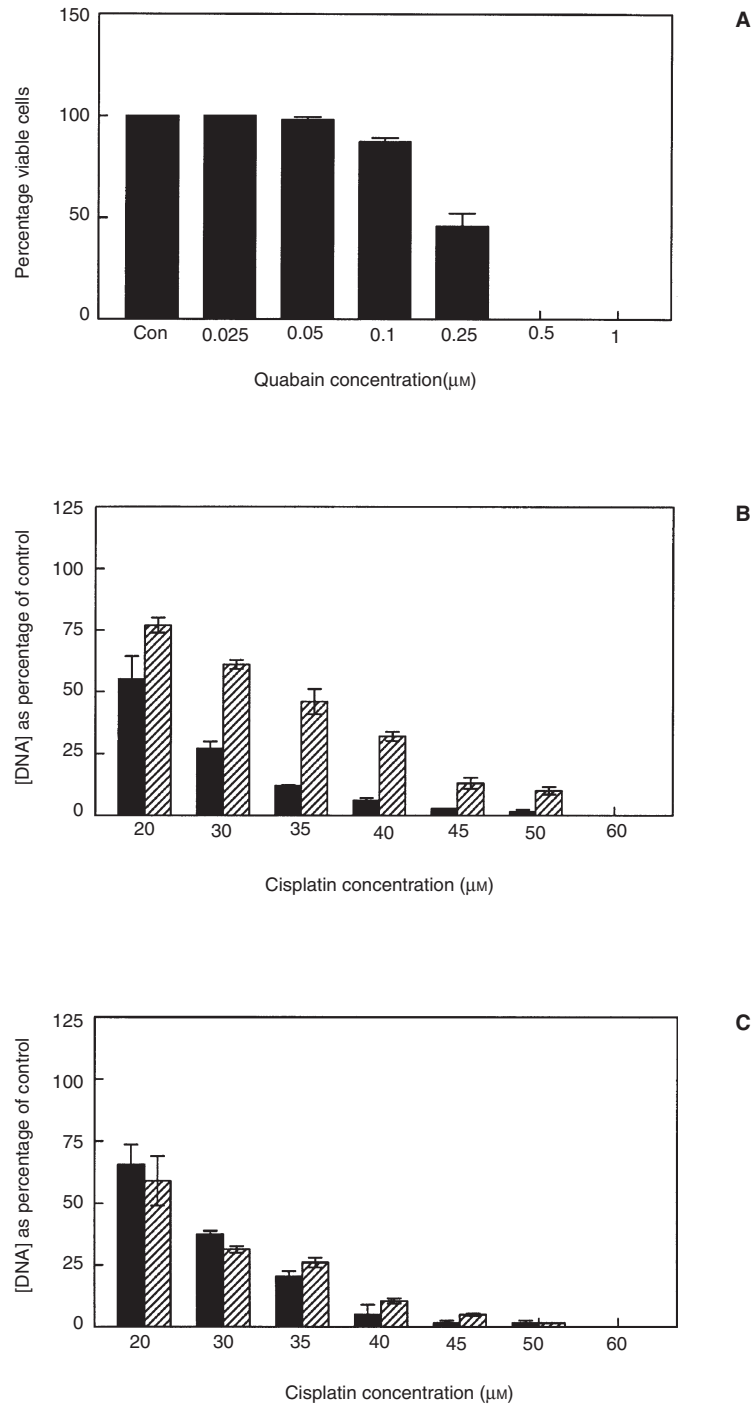 A
150
100
50
0
Percentage viable cells
Con 0.025 0.05 0.1 0.25 0.5 1
Quabain concentration(µM)
B
125
100
75
50
25
0
[DNA] as percentage of control
20 30 35 40 45 50 60
Cisplatin concentration (µM)
C
125
100
75
50
25
0
[DNA] as percentage of control
20 30 35 40 45 50 60
Cisplatin concentration (µM)